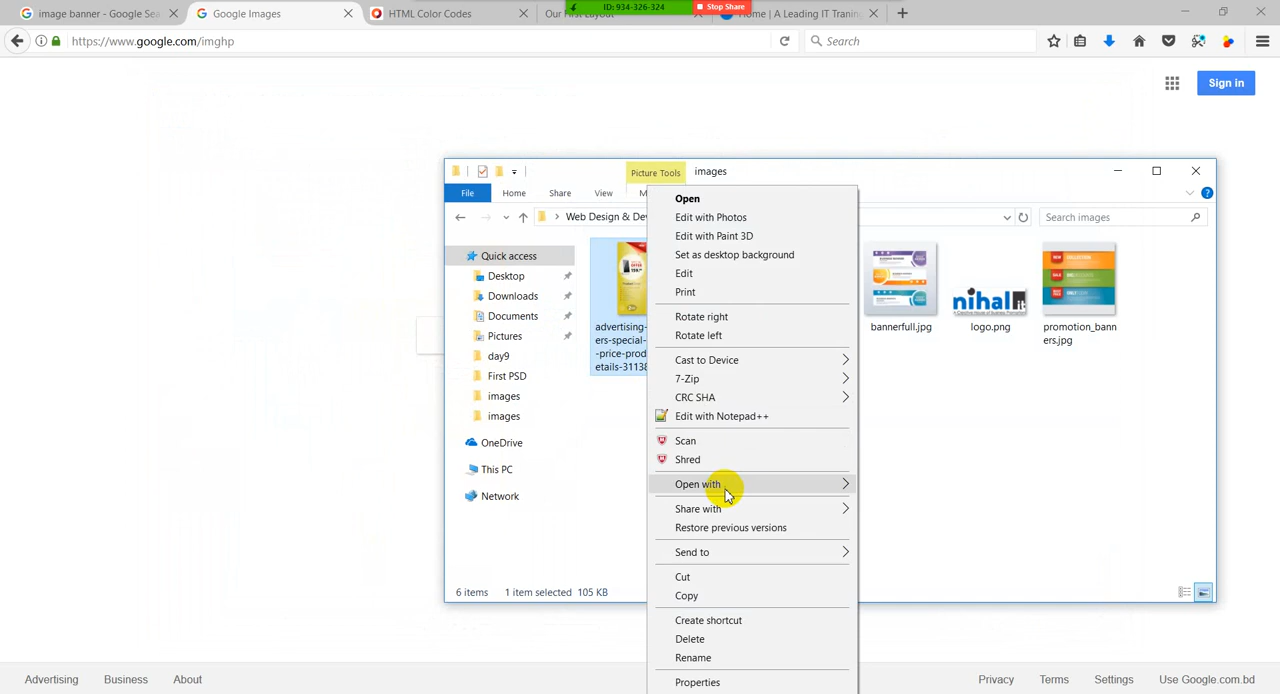 image banner - Google Sea
Google Images
HTML Color Codes
Our First Layout
Home | A Leading IT Traning
ID: 934-326-324
Stop Share
https://www.google.com/imghp
Search
Sign in
Picture Tools
images
File
Home
Share
View
M
Web Design & Dev
Search images
Quick access
Desktop
Downloads
Documents
Pictures
day9
First PSD
images
images
OneDrive
This PC
Network
advertising-
ers-special-
-price-prod
etails-31138
bannerfull.jpg
nihal it
logo.png
promotion_bann
ers.jpg
Open
Edit with Photos
Edit with Paint 3D
Set as desktop background
Edit
Print
Rotate right
Rotate left
Cast to Device
7-Zip
CRC SHA
Edit with Notepad++
Scan
Shred
Open with
Share with
Restore previous versions
Send to
Cut
Copy
Create shortcut
Delete
Rename
Properties
6 items
1 item selected 105 KB
Advertising
Business
About
Privacy
Terms
Settings
Use Google.com.bd